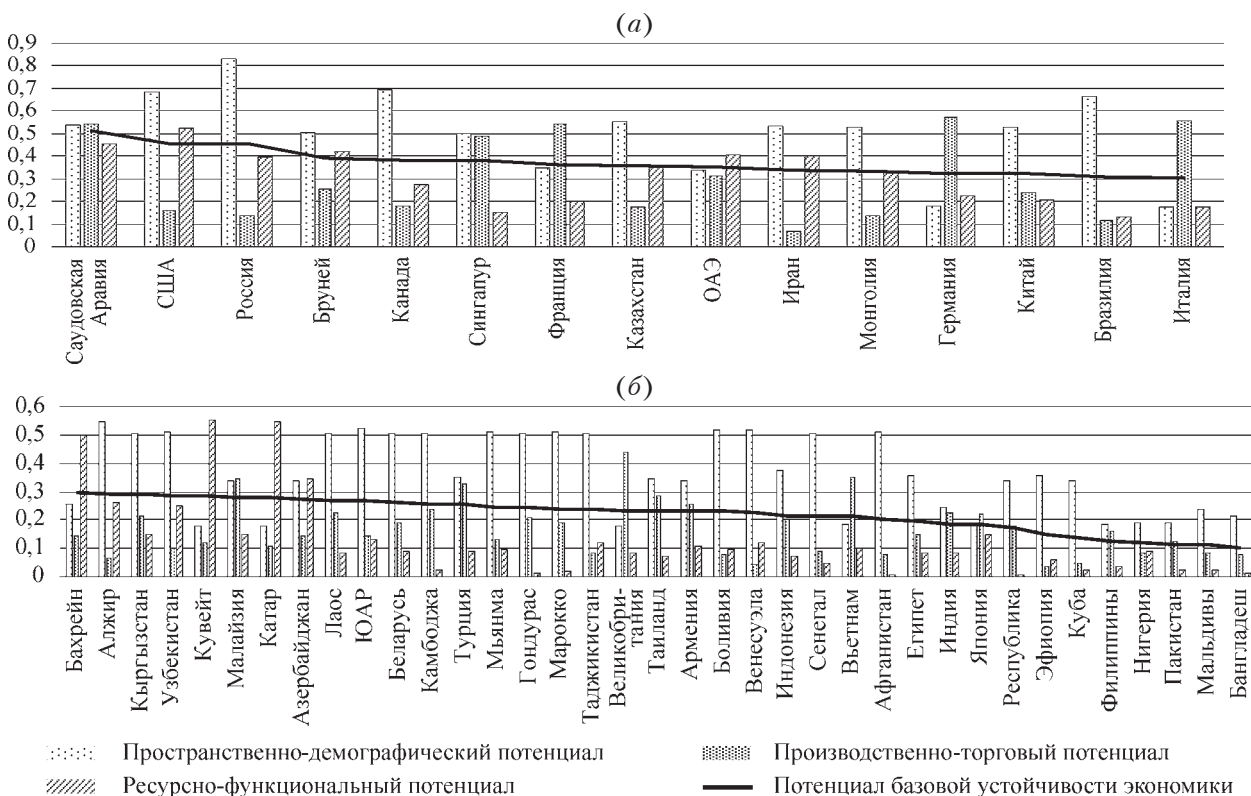 (а)
0,9
0,8
0,7
0,6
0,5
0,4
0,3
0,2
0,1
0
Саудовская
Аравия
США
Россия
Бруней
Канада
Сингапур
Франция
Казахстан
ОАЭ
Иран
Монголия
Германия
Китай
Бразилия
Италия
(б)
0,6
0,5
0,4
0,3
0,2
0,1
0
Бахрейн
Алжир
Кыргызстан
Узбекистан
Кувейт
Малайзия
Катар
Азербайджан
Лаос
ЮАР
Беларусь
Камбоджа
Турция
Мьянма
Гондурас
Марокко
Таджикистан
Великобри-
тания
Таиланд
Армения
Боливия
Венесуэла
Индонезия
Сенегал
Вьетнам
Афганистан
Египет
Индия
Япония
Республика
Эфиопия
Куба
Филиппины
Нигерия
Пакистан
Мальдивы
Бангладеш
Пространственно-демографический потенциал
Производственно-торговый потенциал
Ресурсно-функциональный потенциал
Потенциал базовой устойчивости экономики